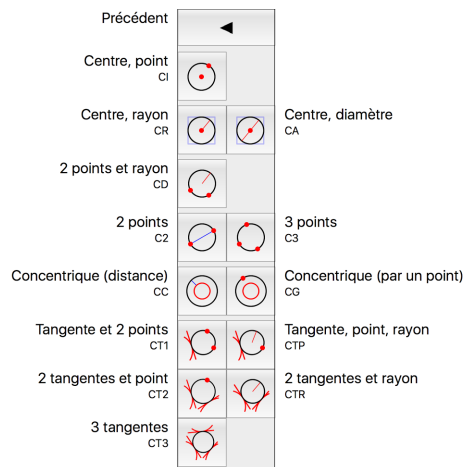 Précédent
Centre, point
CI
Centre, rayon
CR
Centre, diamètre
CA
2 points et rayon
CD
2 points
C2
3 points
C3
Concentrique (distance)
CC
Concentrique (par un point)
CG
Tangente et 2 points
CT1
Tangente, point, rayon
CTP
2 tangentes et point
CT2
2 tangentes et rayon
CTR
3 tangentes
CT3